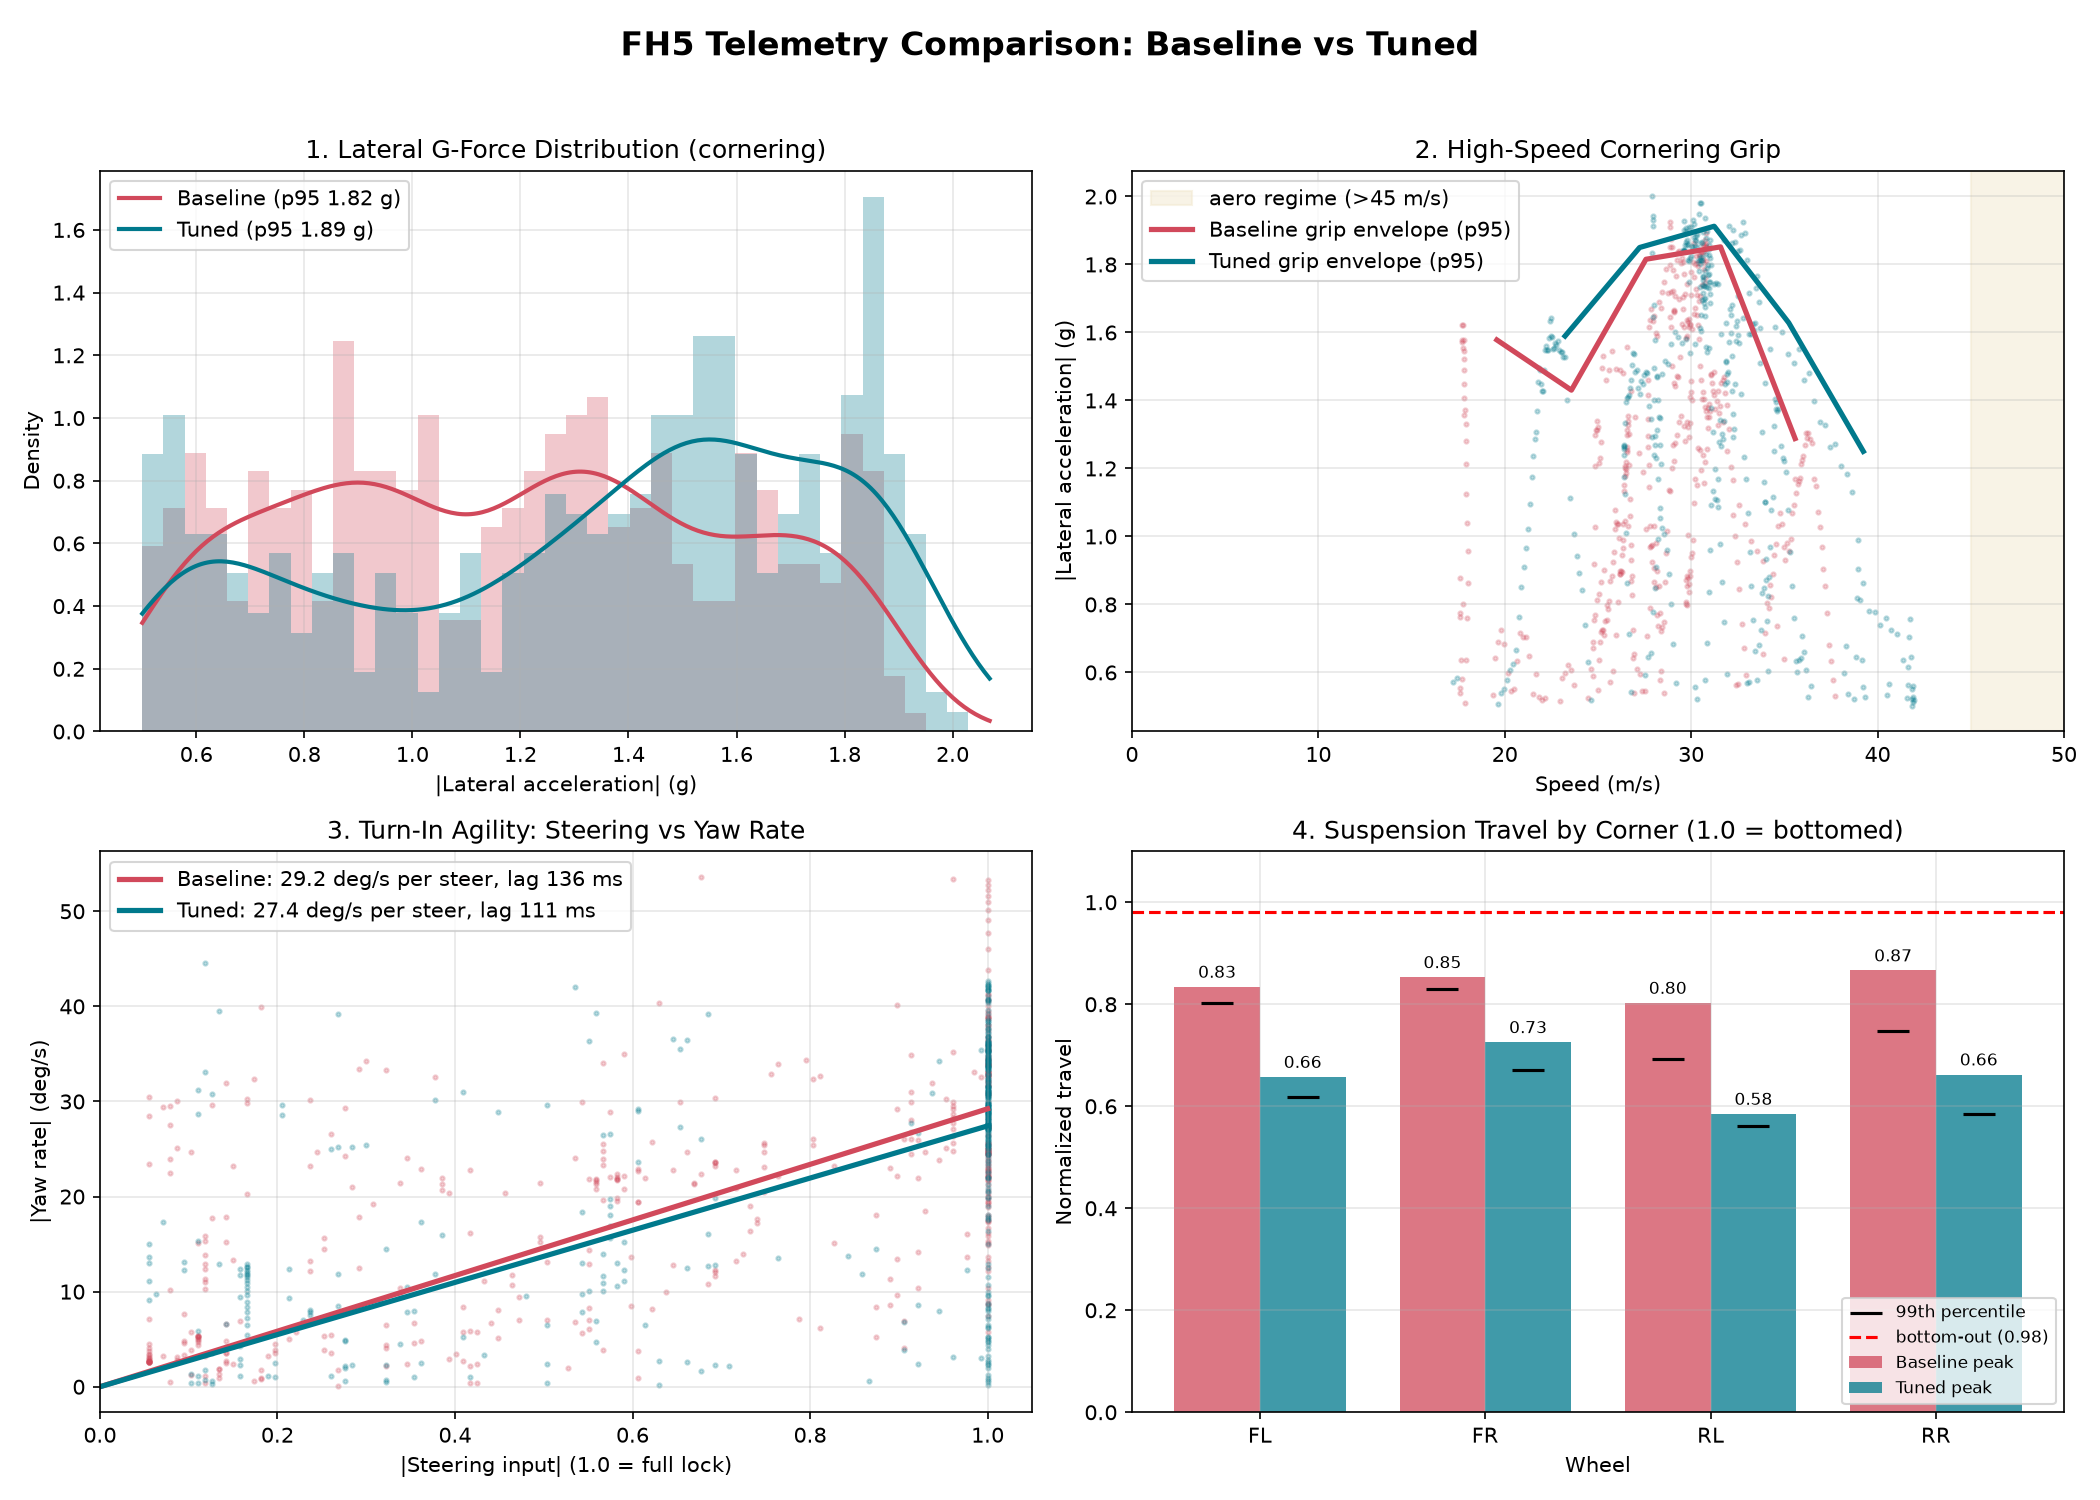 FH5 Telemetry Comparison: Baseline vs Tuned
1. Lateral G-Force Distribution (cornering)
Baseline (p95 1.82 g)
Tuned (p95 1.89 g)
Density
1.6
1.4
1.2
1.0
0.8
0.6
0.4
0.2
0.0
0.6 0.8 1.0 1.2 1.4 1.6 1.8 2.0
|Lateral acceleration| (g)
2. High-Speed Cornering Grip
aero regime (>45 m/s)
Baseline grip envelope (p95)
Tuned grip envelope (p95)
|Lateral acceleration| (g)
2.0
1.8
1.6
1.4
1.2
1.0
0.8
0.6
0 10 20 30 40 50
Speed (m/s)
3. Turn-In Agility: Steering vs Yaw Rate
Baseline: 29.2 deg/s per steer, lag 136 ms
Tuned: 27.4 deg/s per steer, lag 111 ms
|Yaw rate| (deg/s)
50
40
30
20
10
0
0.0 0.2 0.4 0.6 0.8 1.0
|Steering input| (1.0 = full lock)
4. Suspension Travel by Corner (1.0 = bottomed)
Normalized travel
1.0
0.8
0.6
0.4
0.2
0.0
0.83
0.66
0.85
0.73
0.80
0.58
0.87
0.66
99th percentile
bottom-out (0.98)
Baseline peak
Tuned peak
FL FR RL RR
Wheel